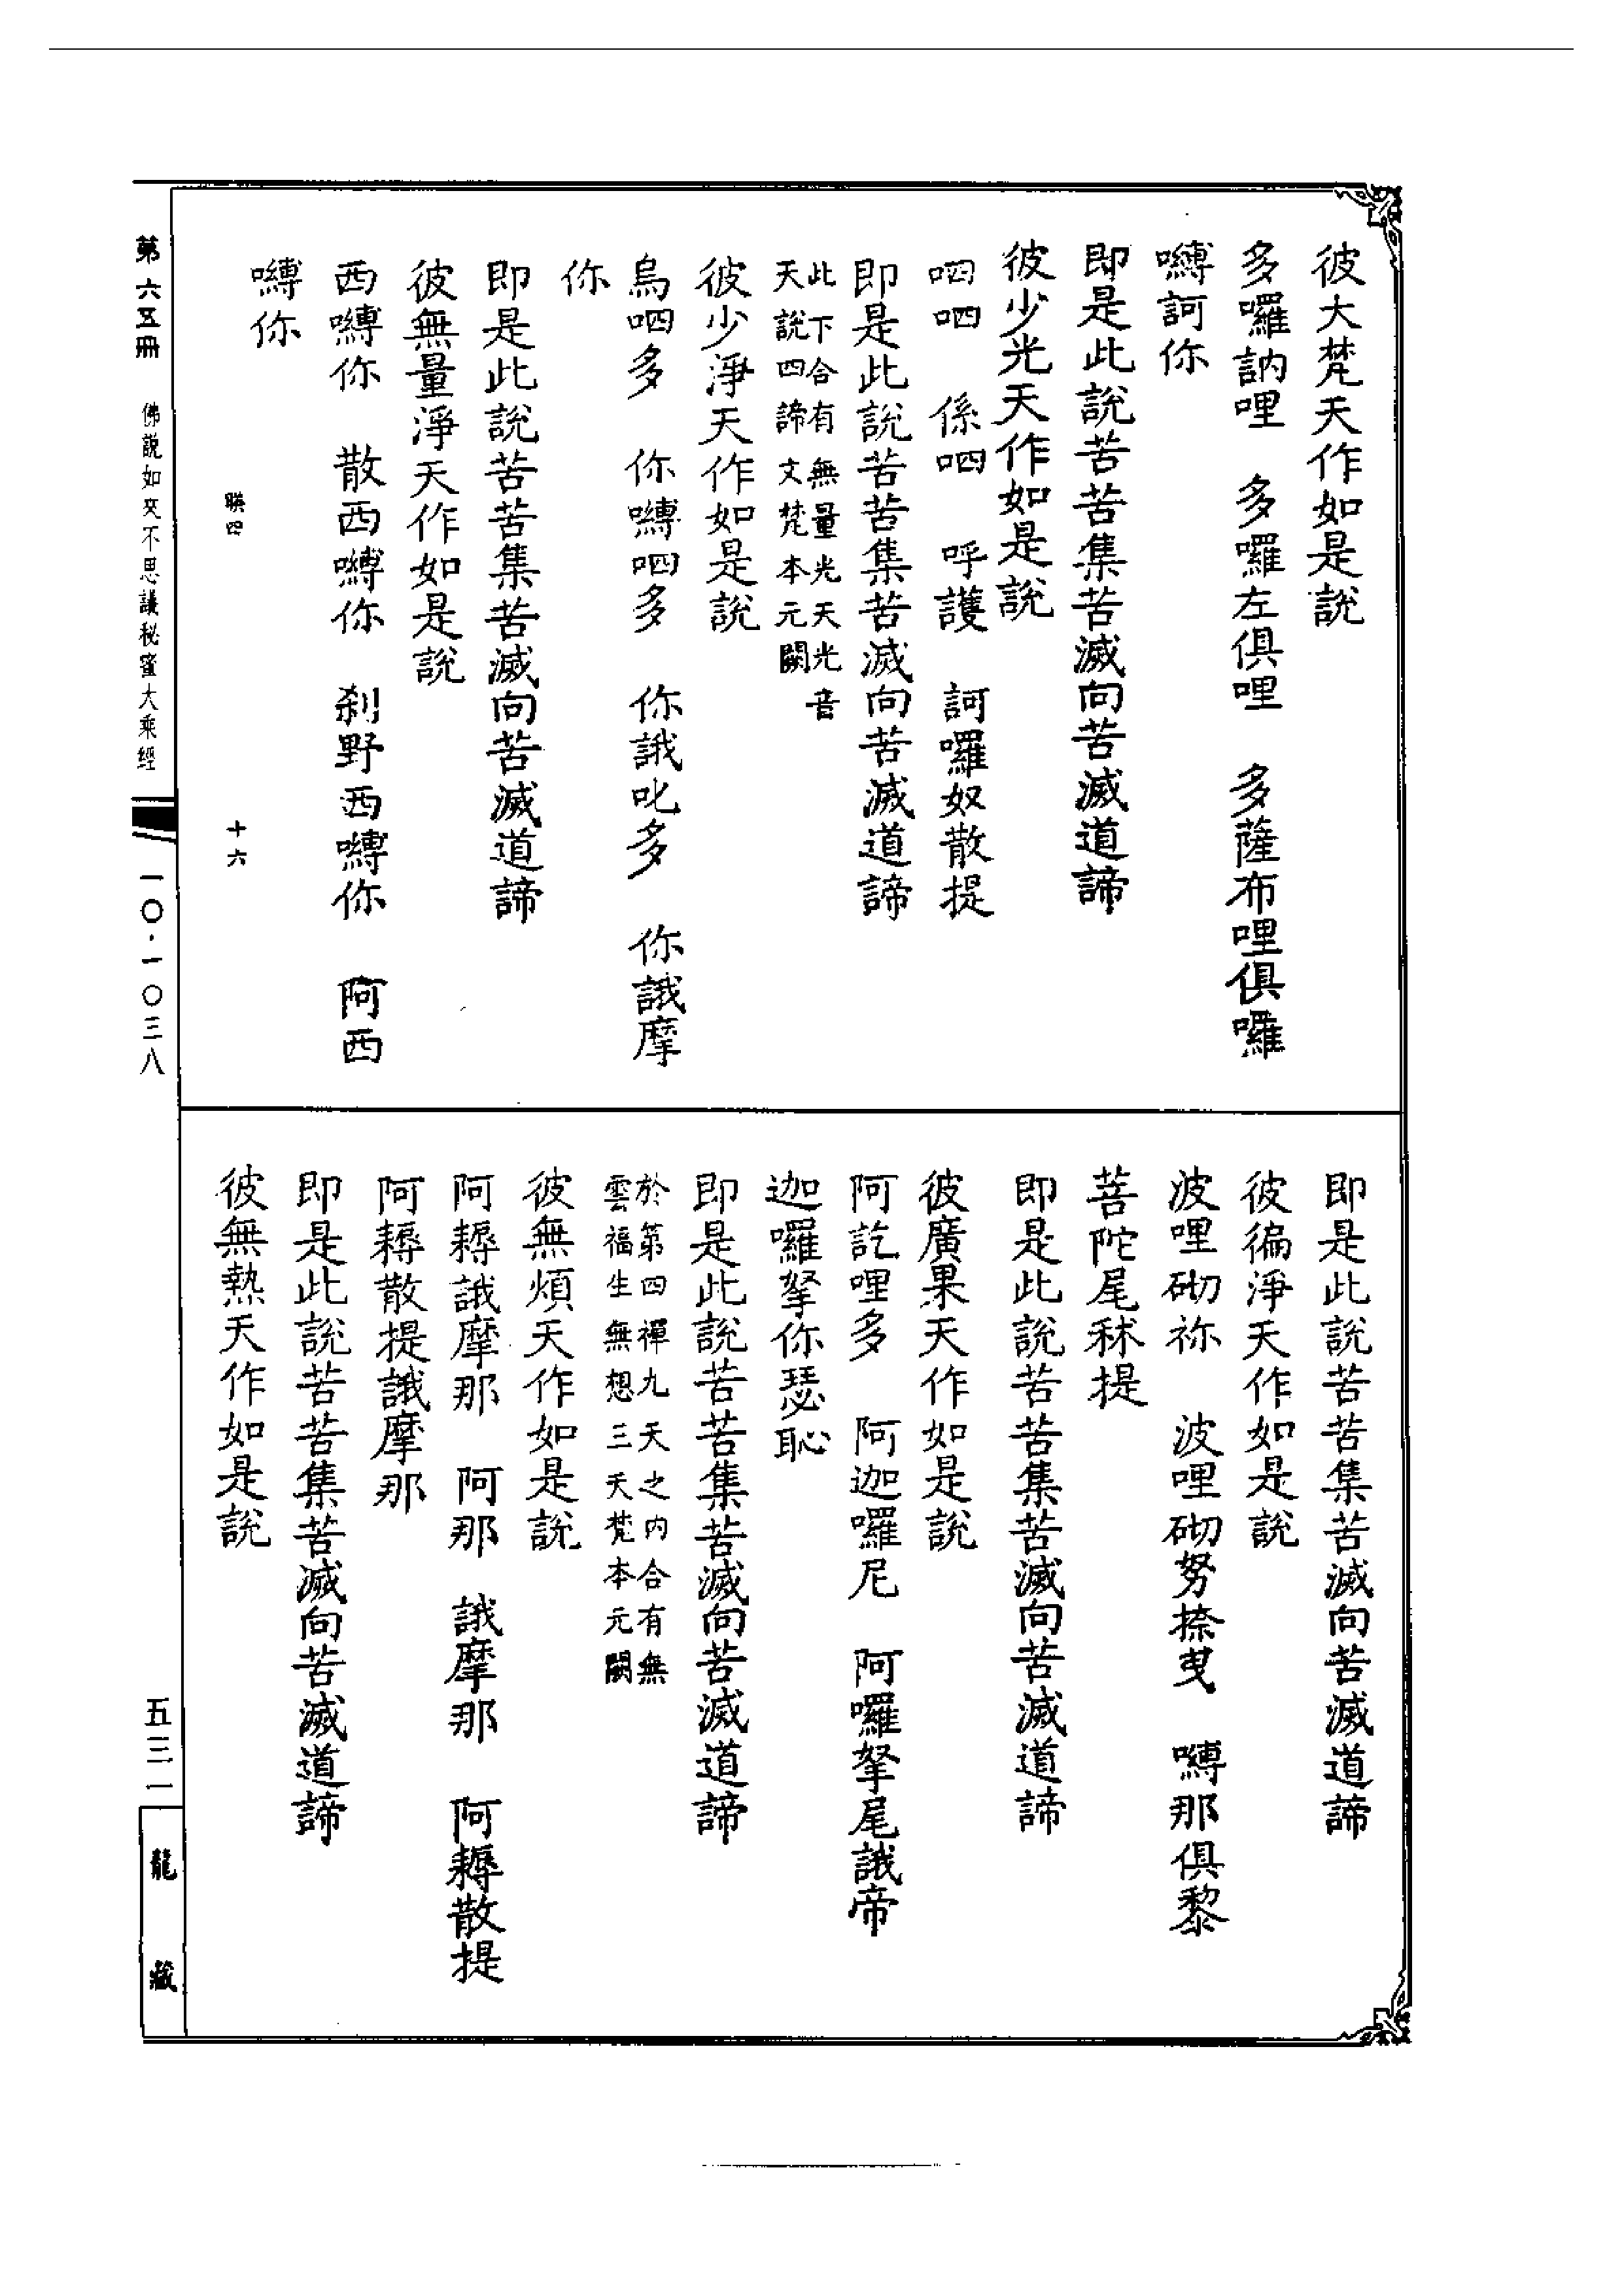 彼大梵天作如是說
多囉訥哩　多囉左俱哩　多薩布哩俱囉
嚩訶你
即是此說苦苦集苦滅向苦滅道諦
彼少光天作如是說
呬呬　係呬　呼護　訶囉奴散提
即是此說苦苦集苦滅向苦滅道諦
此下合有無量光天光音
天說四諦文梵本元闕
彼少淨天作如是說
烏呬多　你嚩呬多　你誐叱多　你誐摩
你
即是此說苦苦集苦滅向苦滅道諦
彼無量淨天作如是說
西嚩你　散西嚩你　刹野西嚩你　阿西
嚩你
聮四　十六
即是此說苦苦集苦滅向苦滅道諦
彼徧淨天作如是說
波哩砌祢　波哩砌努捺曳　嚩那俱黎
菩陀尾秫提
即是此說苦苦集苦滅向苦滅道諦
彼廣果天作如是說
阿訖哩多　阿迦囉尼　阿囉拏尾誐帝
迦囉拏你瑟恥
即是此說苦苦集苦滅向苦滅道諦
於第四禪九天之內合有無
雲福生無想三天梵本元闕
彼無煩天作如是說
阿耨誐摩那　阿那　誐摩那　阿耨散提
阿耨散提誐摩那
即是此說苦苦集苦滅向苦滅道諦
彼無熱天作如是說
第六五冊　佛說如來不思議秘蜜大乘經　一〇·一〇三八　五三一　龍藏